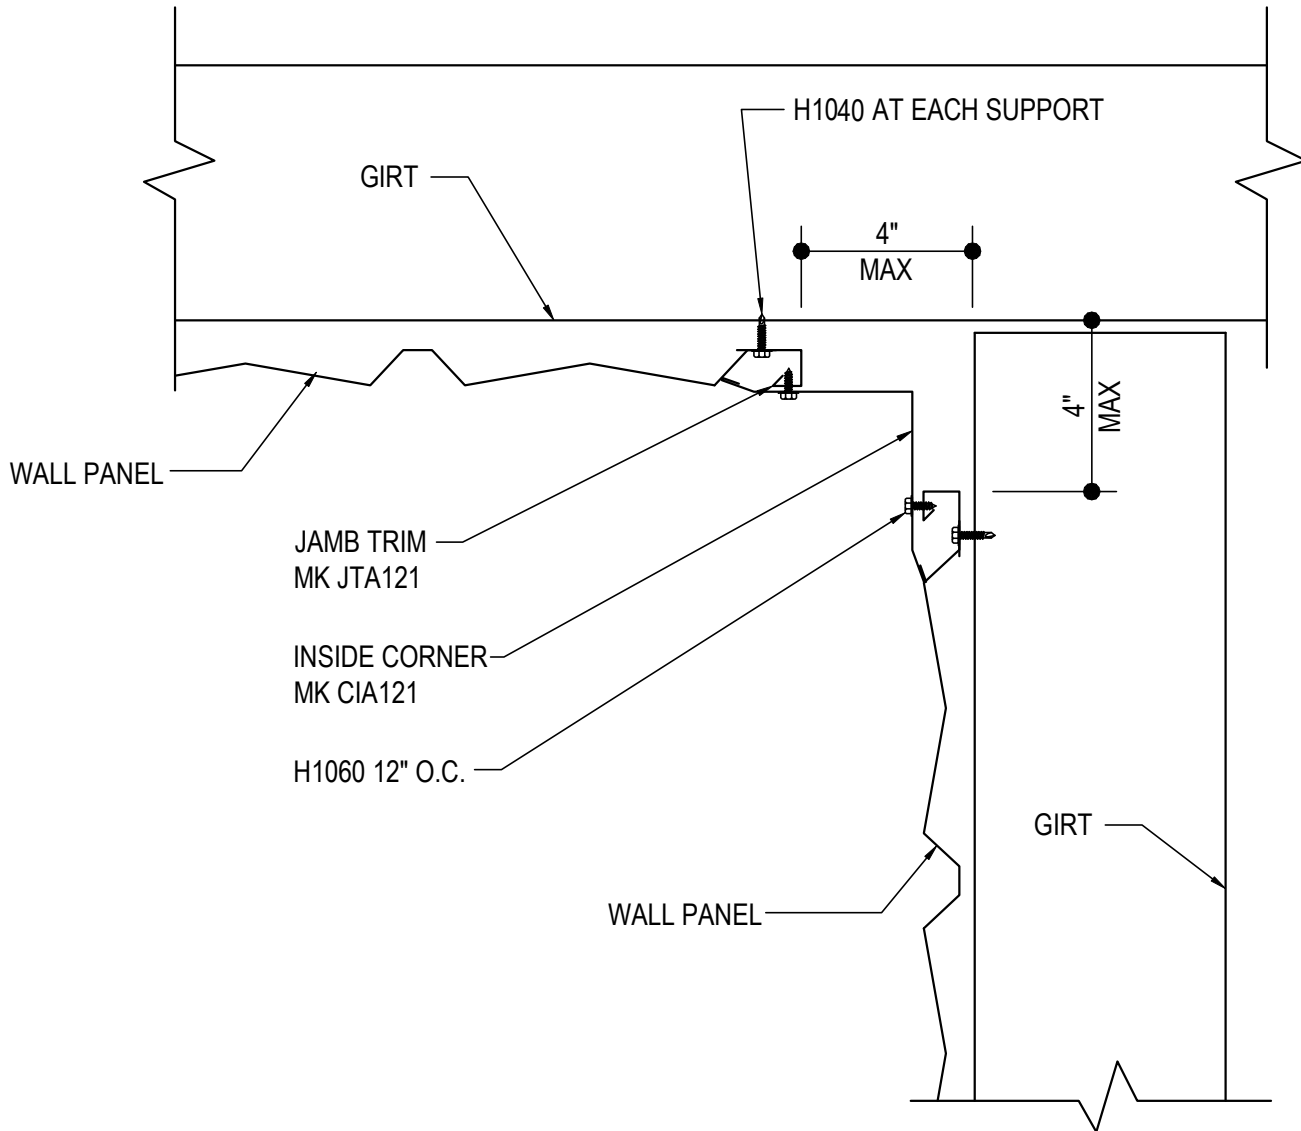 H1040 AT EACH SUPPORT
GIRT
4"
MAX
4"
MAX
WALL PANEL
JAMB TRIM
MK JTA121
INSIDE CORNER
MK CIA121
H1060 12" O.C.
GIRT
WALL PANEL